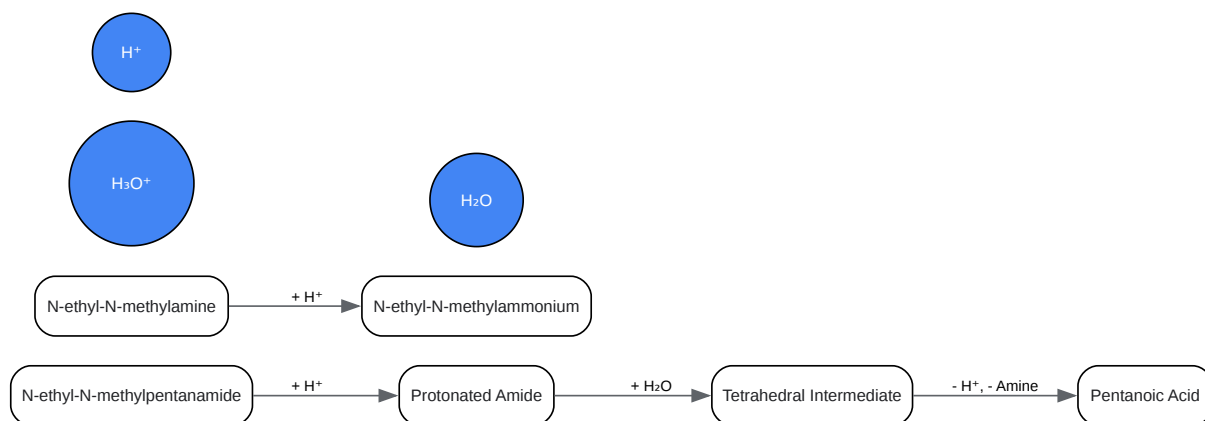 H⁺
H₃O⁺
H₂O
N-ethyl-N-methylamine
+ H⁺
N-ethyl-N-methylammonium
N-ethyl-N-methylpentanamide
+ H⁺
Protonated Amide
+ H₂O
Tetrahedral Intermediate
- H⁺, - Amine
Pentanoic Acid